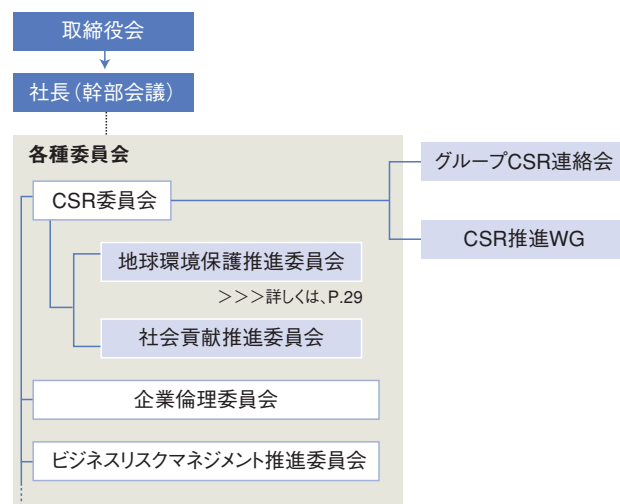 取締役会
社長（幹部会議）
各種委員会
CSR委員会
グループCSR連絡会
CSR推進WG
地球環境保護推進委員会
>>>詳しくは、P.29
社会貢献推進委員会
企業倫理委員会
ビジネスリスクマネジメント推進委員会